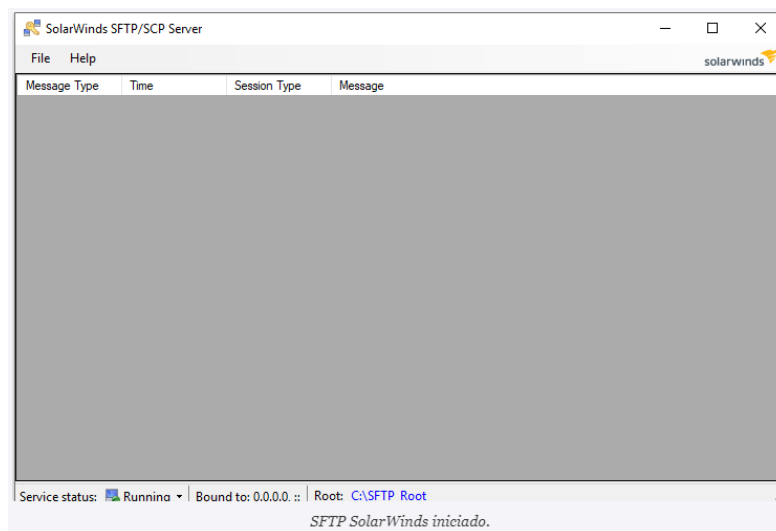 SolarWinds SFTP/SCP Server
File Help
solarwinds
Message Type Time Session Type Message
Service status: Running Bound to: 0.0.0.0, :: Root: C:\SFTP_Root
SFTP SolarWinds iniciado.